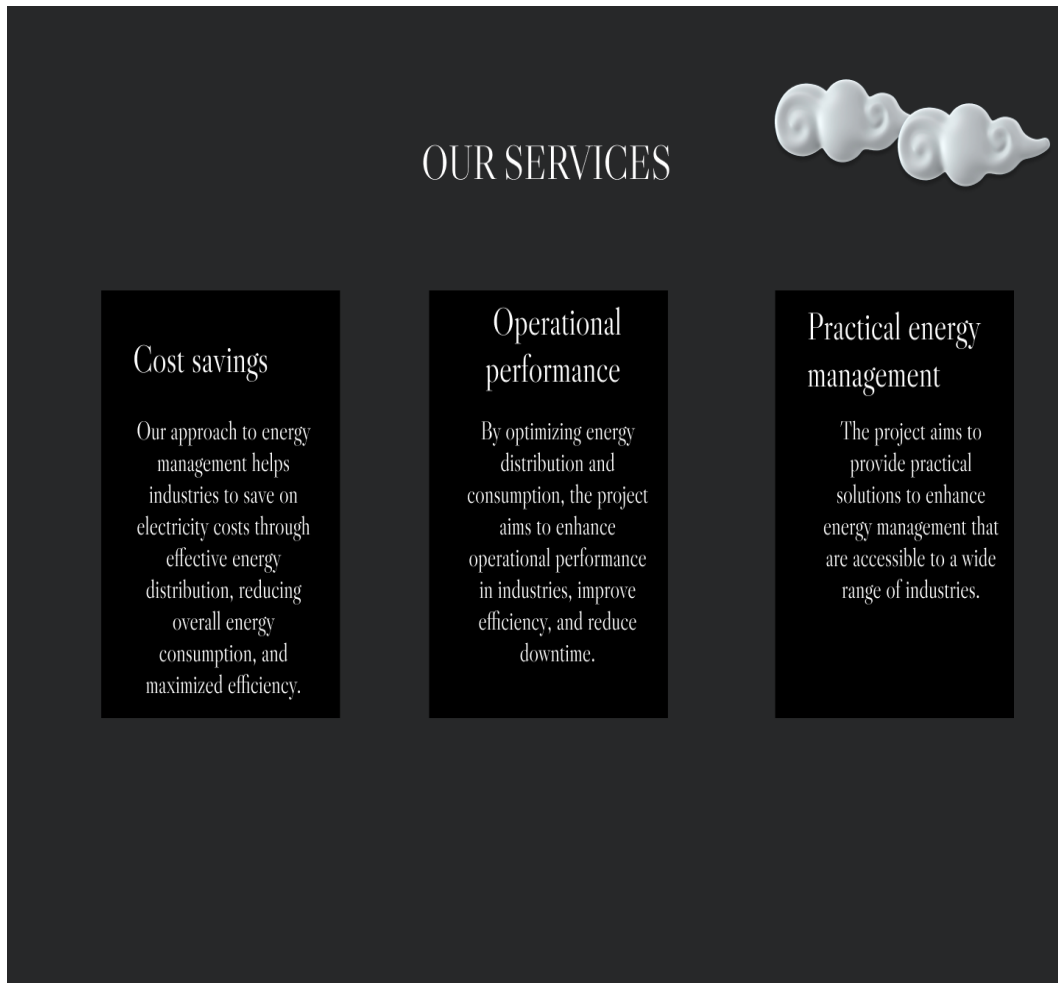 OUR SERVICES
Cost savings
Our approach to energy
management helps
industries to save on
electricity costs through
effective energy
distribution, reducing
overall energy
consumption, and
maximized efficiency.
Operational
performance
By optimizing energy
distribution and
consumption, the project
aims to enhance
operational performance
in industries, improve
efficiency, and reduce
downtime.
Practical energy
management
The project aims to
provide practical
solutions to enhance
energy management that
are accessible to a wide
range of industries.